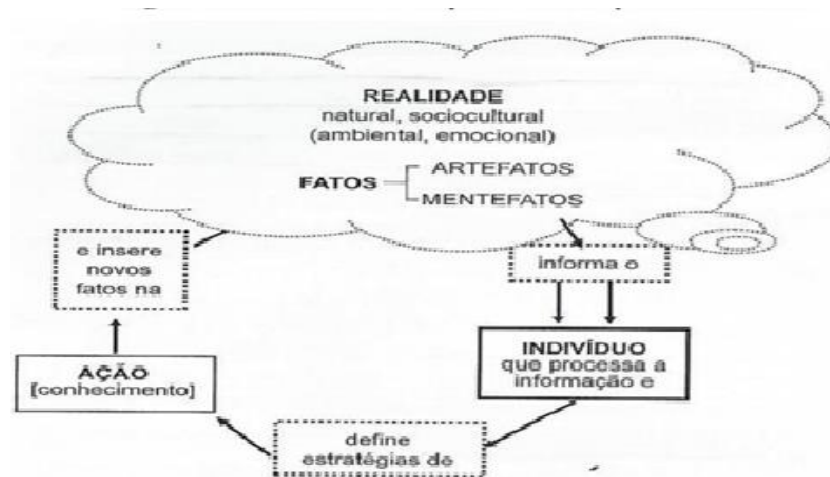 REALIDADE
natural, sociocultural
(ambiental, emocional)
FATOS
ARTEFATOS
MENTEFATOS
informa o
INDIVÍDUO
que processa a
informação e
define
estratégias de
AÇÃO
[conhecimento]
e insere
novos
fatos na